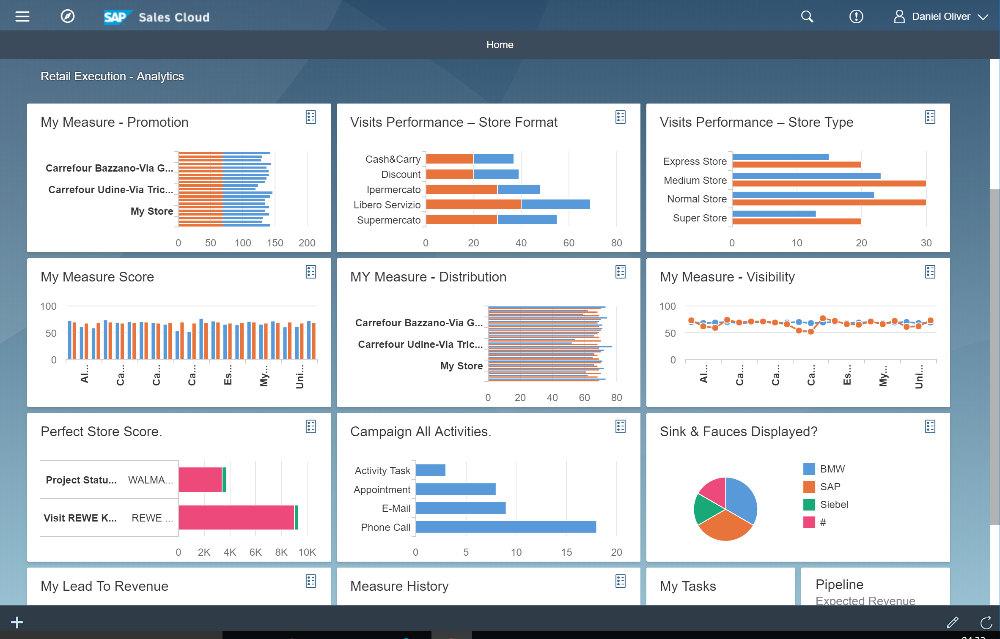 SAP Sales Cloud
Daniel Oliver
Home
Retail Execution - Analytics
My Measure - Promotion
Carrefour Bazzano-Via G...
Carrefour Udine-Via Tric...
My Store
0 50 100 150 200
Visits Performance – Store Format
Cash&Carry
Discount
Ipermercato
Libero Servizio
Supermercato
0 20 40 60 80
Visits Performance – Store Type
Express Store
Medium Store
Normal Store
Super Store
0 10 20 30
My Measure Score
100
50
0
Al... Ca... Ca... Ca... Es... My... Uni...
MY Measure - Distribution
Carrefour Bazzano-Via G...
Carrefour Udine-Via Tric...
My Store
0 20 40 60 80
My Measure - Visibility
100
50
0
Al... Ca... Ca... Ca... Es... My... Uni...
Perfect Store Score.
Project Statu... WALMA...
Visit REWE K... REWE ...
0 2K 4K 6K 8K 10K
Campaign All Activities.
Activity Task
Appointment
E-Mail
Phone Call
0 5 10 15 20
Sink & Fauces Displayed?
BMW
SAP
Siebel
#
My Lead To Revenue
Measure History
My Tasks
Pipeline
Expected Revenue